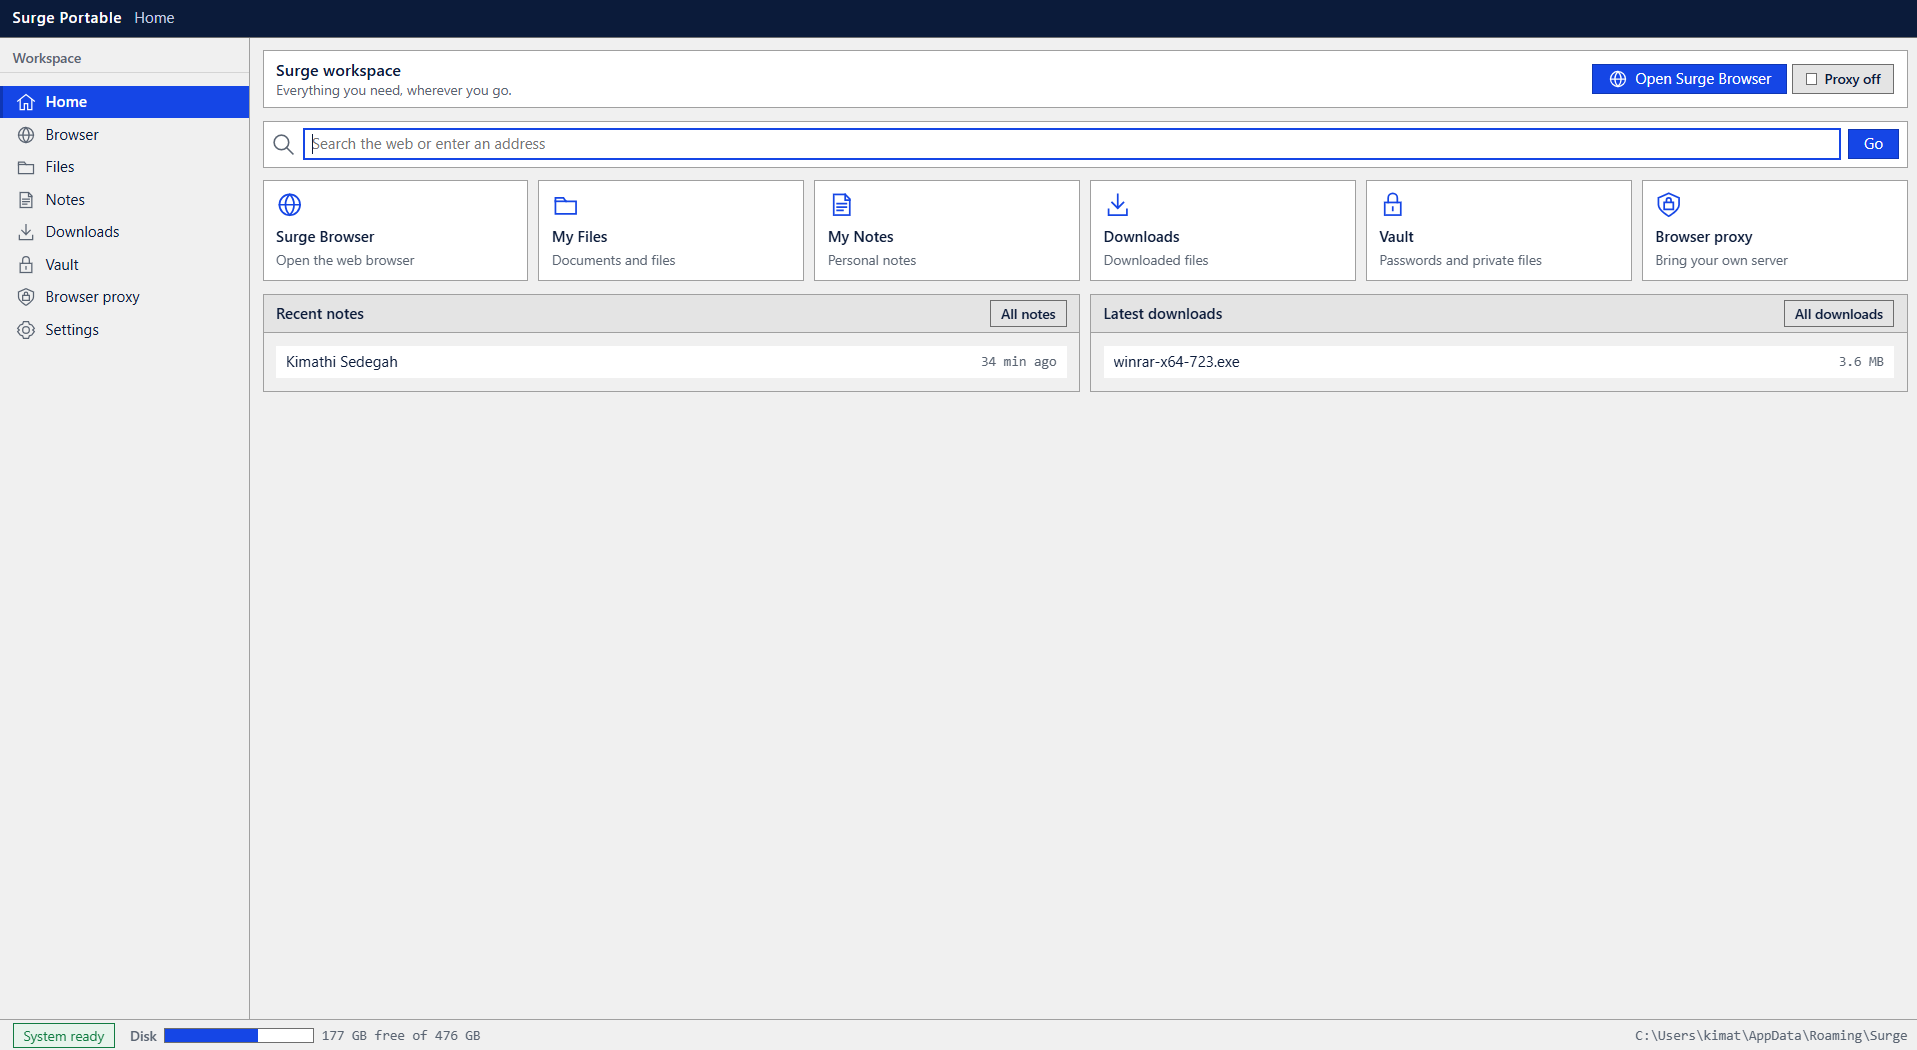 Surge Portable Home
Workspace
Home
Browser
Files
Notes
Downloads
Vault
Browser proxy
Settings
Surge workspace
Everything you need, wherever you go.
Open Surge Browser
Proxy off
Search the web or enter an address
Go
Surge Browser
Open the web browser
My Files
Documents and files
My Notes
Personal notes
Downloads
Downloaded files
Vault
Passwords and private files
Browser proxy
Bring your own server
Recent notes
All notes
Kimathi Sedegah
34 min ago
Latest downloads
All downloads
winrar-x64-723.exe
3.6 MB
System ready
Disk
177 GB free of 476 GB
C:\Users\kimat\AppData\Roaming\Surge